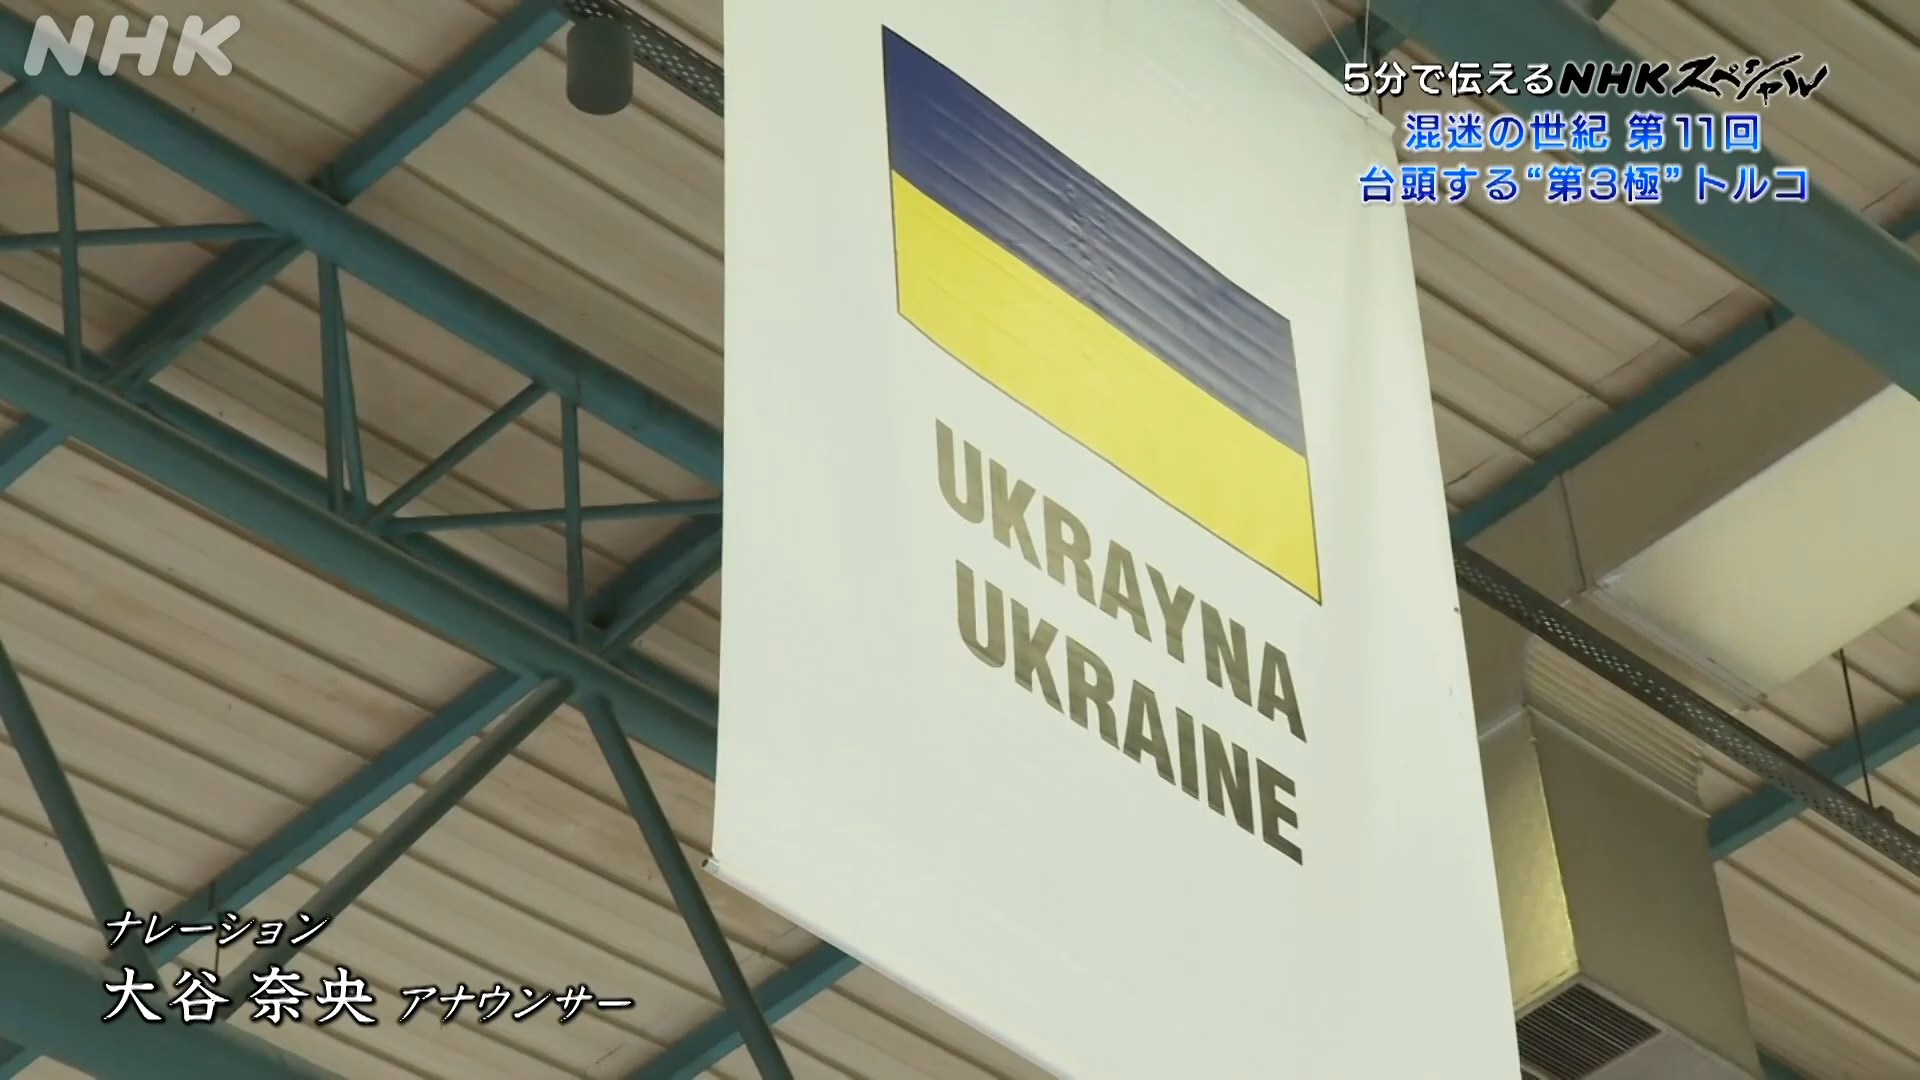 NHK
5分で伝えるNHKスペシャル
混迷の世紀 第11回
台頭する“第3極”トルコ
UKRAYNA
UKRAINE
ナレーション
大谷 奈央 アナウンサー